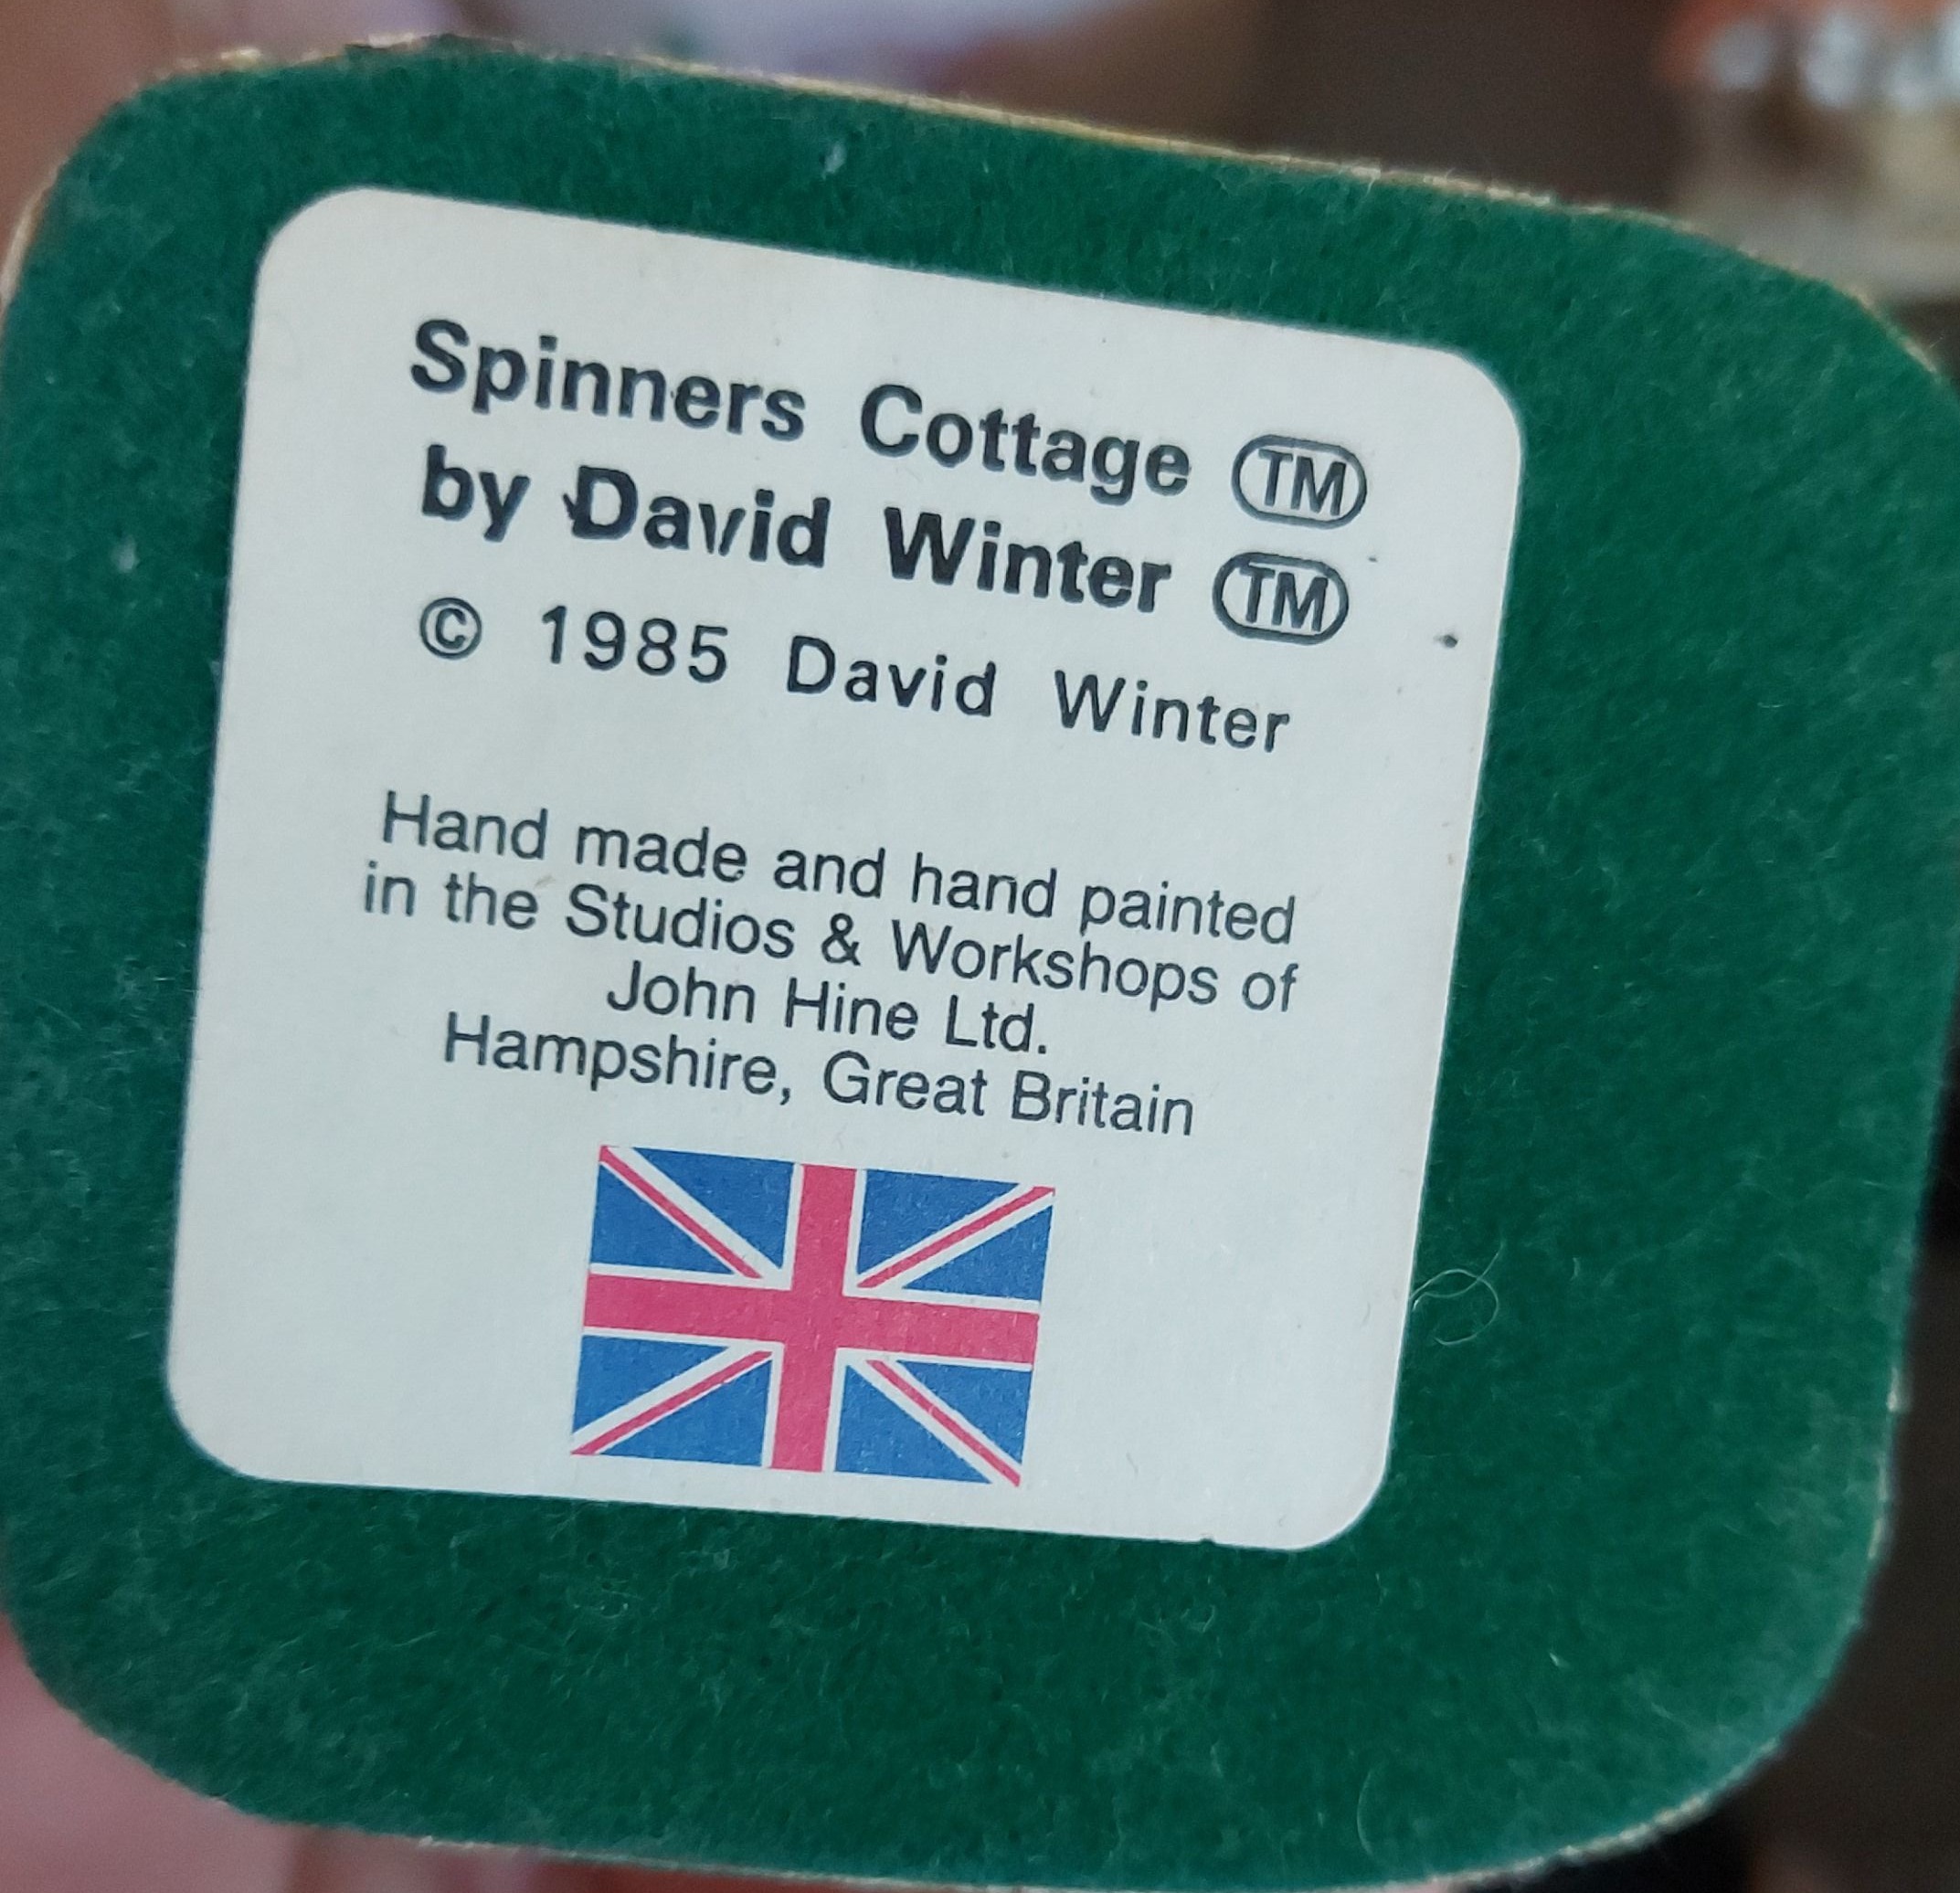 Spinners Cottage TM
by David Winter TM
© 1985 David Winter
Hand made and hand painted
in the Studios & Workshops of
John Hine Ltd.
Hampshire, Great Britain